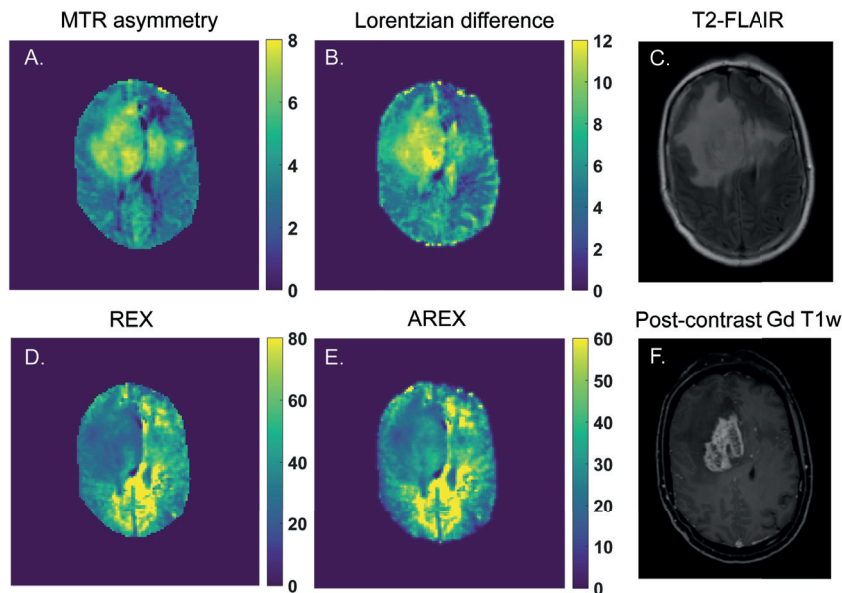 MTR asymmetry
Lorentzian difference
T2-FLAIR
A.
B.
C.
8
6
4
2
0
12
10
8
6
4
2
0
REX
AREX
Post-contrast Gd T1w
D.
E.
F.
80
60
40
20
0
60
50
40
30
20
10
0